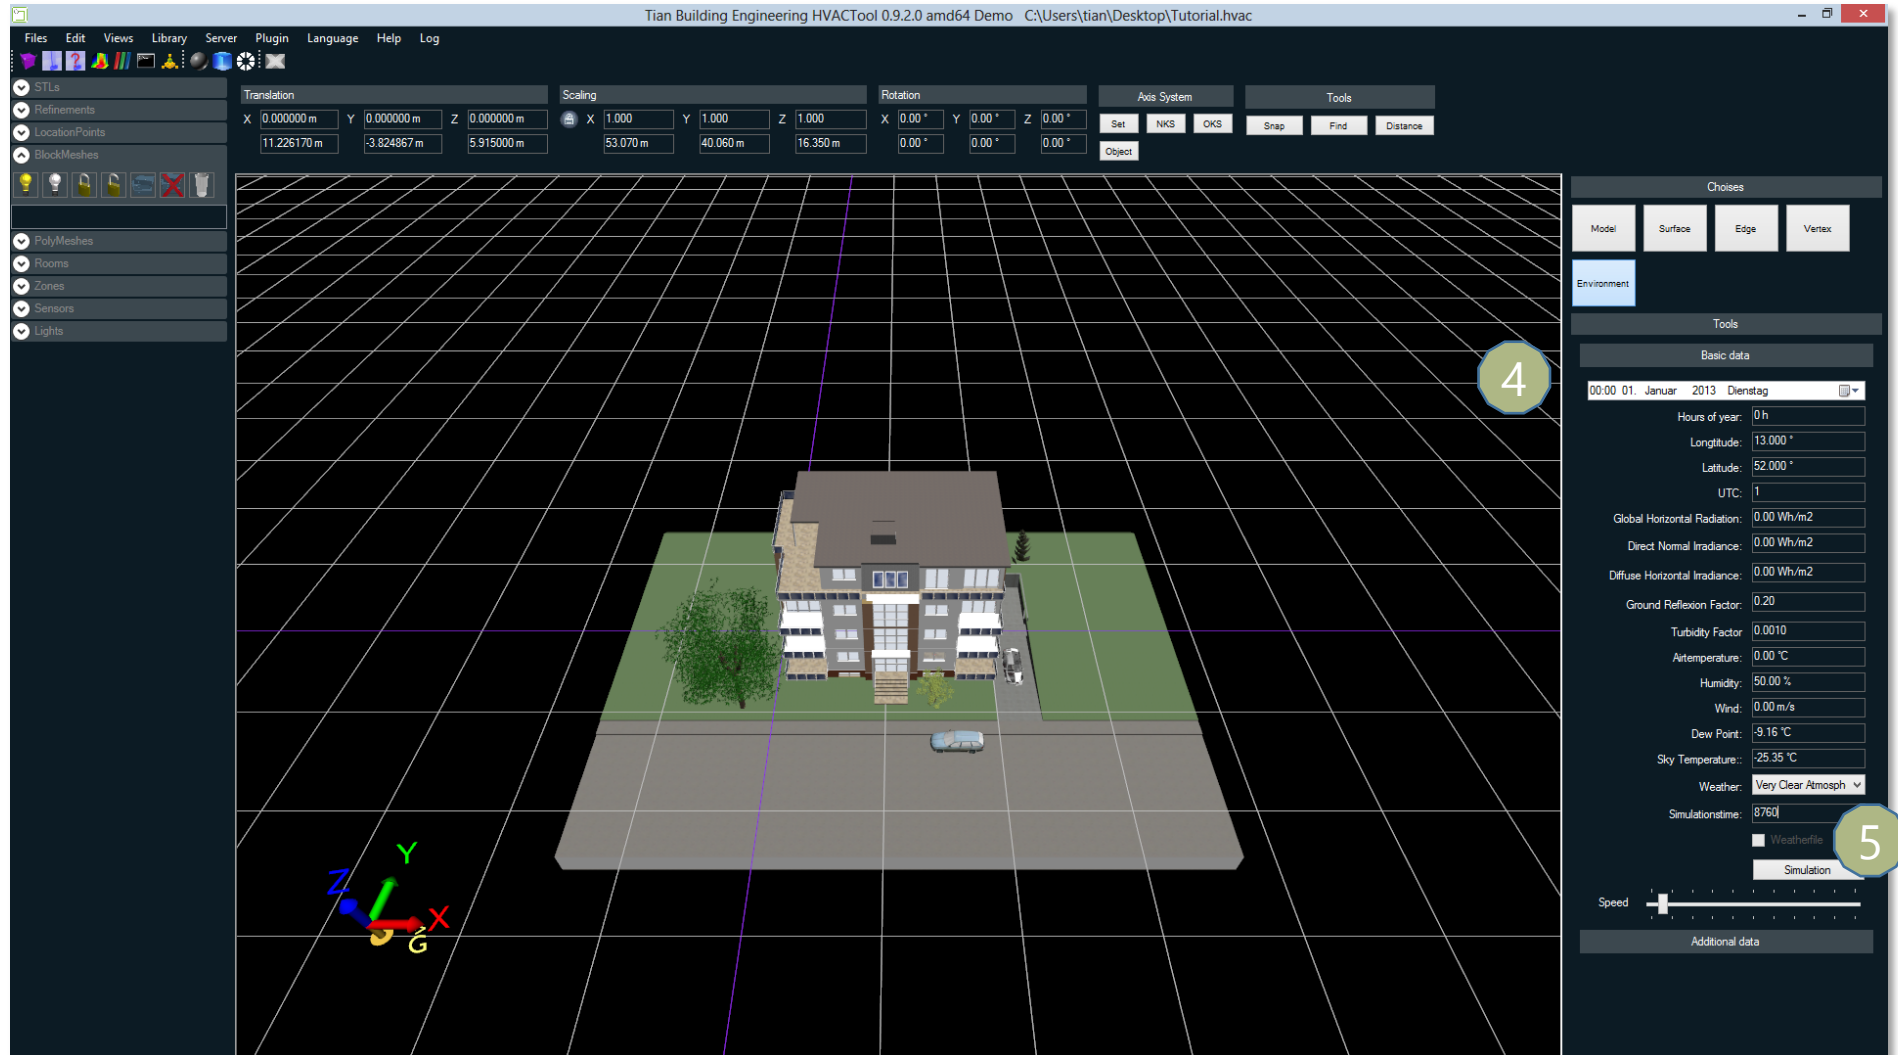 Tian Building Engineering HVACTool 0.9.2.0 amd64 Demo C:\Users\tian\Desktop\Tutorial.hvac
Files Edit Views Library Server Plugin Language Help Log
STLs
Refinements
LocationPoints
BlockMeshes
PolyMeshes
Rooms
Zones
Sensors
Lights
Translation
X 0.000000 m Y 0.000000 m Z 0.000000 m
11.226170 m -3.824867 m 5.915000 m
Scaling
X 1.000 Y 1.000 Z 1.000
53.070 m 40.060 m 16.350 m
Rotation
X 0.00 ° Y 0.00 ° Z 0.00 °
0.00 ° 0.00 ° 0.00 °
Axis System
Set NKS OKS
Object
Tools
Snap Find Distance
Y
Z
X
G
4
Choises
Model Surface Edge Vertex
Environment
Tools
Basic data
00:00 01. Januar 2013 Dienstag
Hours of year: 0 h
Longtitude: 13.000 °
Latitude: 52.000 °
UTC: 1
Global Horizontal Radiation: 0.00 Wh/m2
Direct Normal Irradiance: 0.00 Wh/m2
Diffuse Horizontal Irradiance: 0.00 Wh/m2
Ground Reflexion Factor: 0.20
Turbidity Factor 0.0010
Airtemperature: 0.00 °C
Humidity: 50.00 %
Wind: 0.00 m/s
Dew Point: -9.16 °C
Sky Temperature:: -25.35 °C
Weather: Very Clear Atmosph
Simulationstime: 8760
Weatherfile
5
Simulation
Speed
Additional data